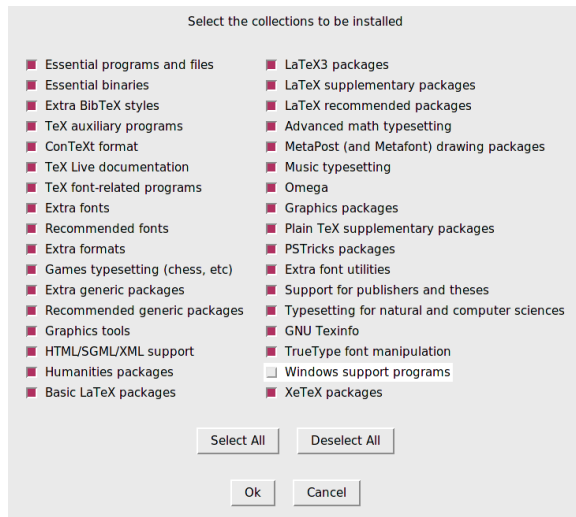 Select the collections to be installed
Essential programs and files
Essential binaries
Extra BibTeX styles
TeX auxiliary programs
ConTeXt format
TeX Live documentation
TeX font-related programs
Extra fonts
Recommended fonts
Extra formats
Games typesetting (chess, etc)
Extra generic packages
Recommended generic packages
Graphics tools
HTML/SGML/XML support
Humanities packages
Basic LaTeX packages
LaTeX3 packages
LaTeX supplementary packages
LaTeX recommended packages
Advanced math typesetting
MetaPost (and Metafont) drawing packages
Music typesetting
Omega
Graphics packages
Plain TeX supplementary packages
PSTricks packages
Extra font utilities
Support for publishers and theses
Typesetting for natural and computer sciences
GNU Texinfo
TrueType font manipulation
Windows support programs
XeTeX packages
Select All
Deselect All
Ok
Cancel